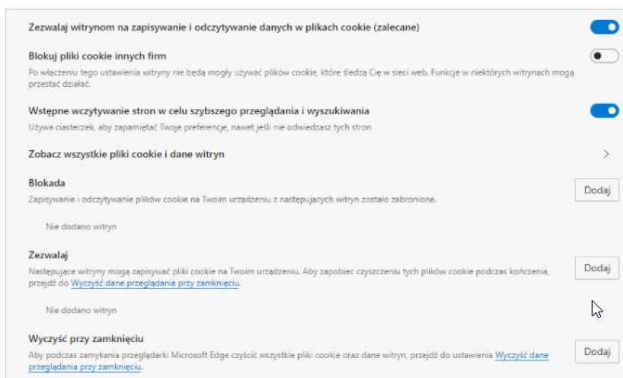 Zezwalaj witrynom na zapisywanie i odczytywanie danych w plikach cookie (zalecane)
Blokuj pliki cookie innych firm
Po włączeniu tego ustawienia witryny nie będą mogły używać plików cookie, które śledzą Cię w sieci web. Funkcje w niektórych witrynach mogą
przestać działać.
Wstępne wczytywanie stron w celu szybszego przeglądania i wyszukiwania
Używa ciasteczek, aby zapamiętać Twoje preferencje, nawet jeśli nie odwiedzasz tych stron
Zobacz wszystkie pliki cookie i dane witryn
Blokada
Dodaj
Zapisywanie i odczytywanie plików cookie na Twoim urządzeniu z następujących witryn zostało zabronione.
Nie dodano witryn
Zezwalaj
Dodaj
Następujące witryny mogą zapisywać pliki cookie na Twoim urządzeniu. Aby zapobiec czyszczeniu tych plików cookie podczas kończenia,
przejdź do Wyczyść dane przeglądania przy zamknięciu.
Nie dodano witryn
Wyczyść przy zamknięciu
Dodaj
Aby podczas zamykania przeglądarki Microsoft Edge czyścić wszystkie pliki cookie oraz dane witryn, przejdź do ustawienia Wyczyść dane
przeglądania przy zamknięciu.